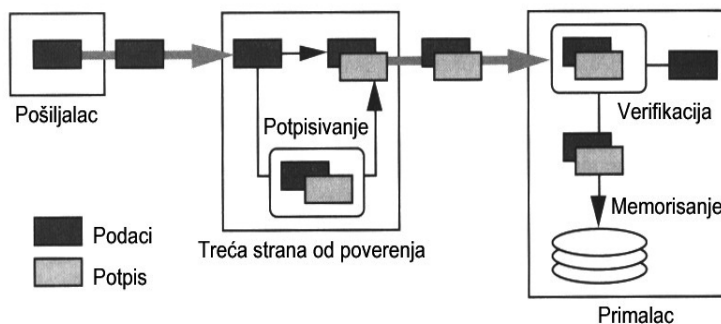 Pošiljalac
Potpisivanje
Treća strana od poverenja
Verifikacija
Memorisanje
Primalac
Podaci
Potpis